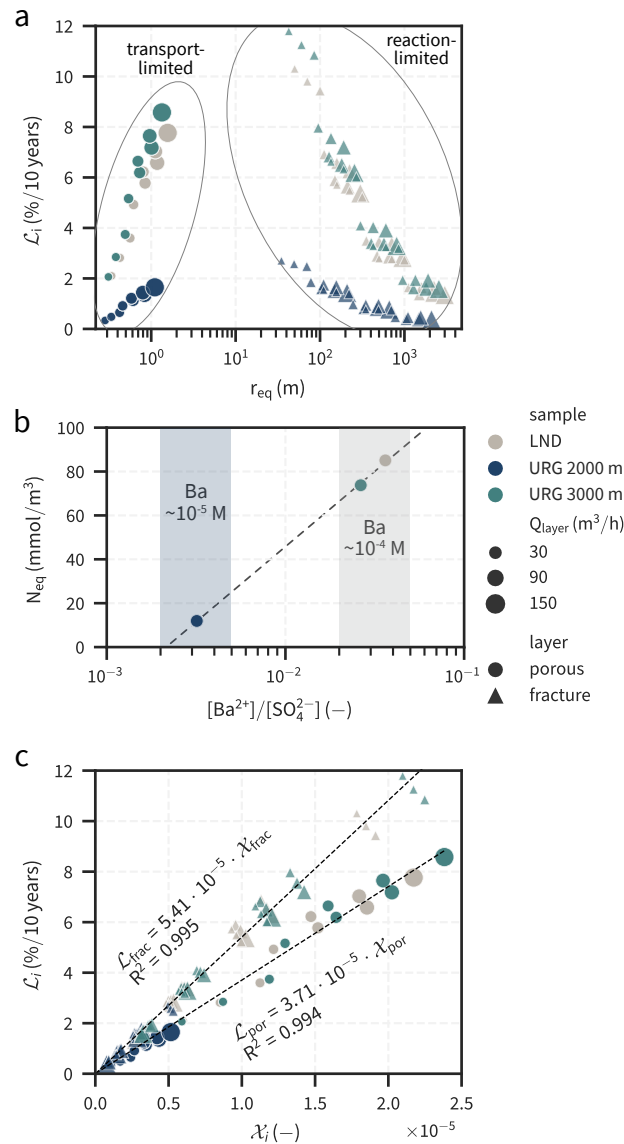 a
transport-
limited
reaction-
limited
12
10
8
6
4
2
0
ℒi (%/10 years)
10⁰
10¹
10²
10³
req (m)
b
100
80
60
40
20
0
Neq (mmol/m³)
Ba
~10⁻⁵ M
Ba
~10⁻⁴ M
10⁻³
10⁻²
10⁻¹
[Ba²⁺]/[SO₄²⁻] (−)
sample
LND
URG 2000 m
URG 3000 m
Qlayer (m³/h)
30
90
150
layer
porous
fracture
c
12
10
8
6
4
2
0
ℒi (%/10 years)
ℒfrac = 5.41 · 10⁻⁵ · 𝒳frac
R² = 0.995
ℒpor = 3.71 · 10⁻⁵ · 𝒳por
R² = 0.994
0.0
0.5
1.0
1.5
2.0
2.5
𝒳i (−)
×10⁻⁵